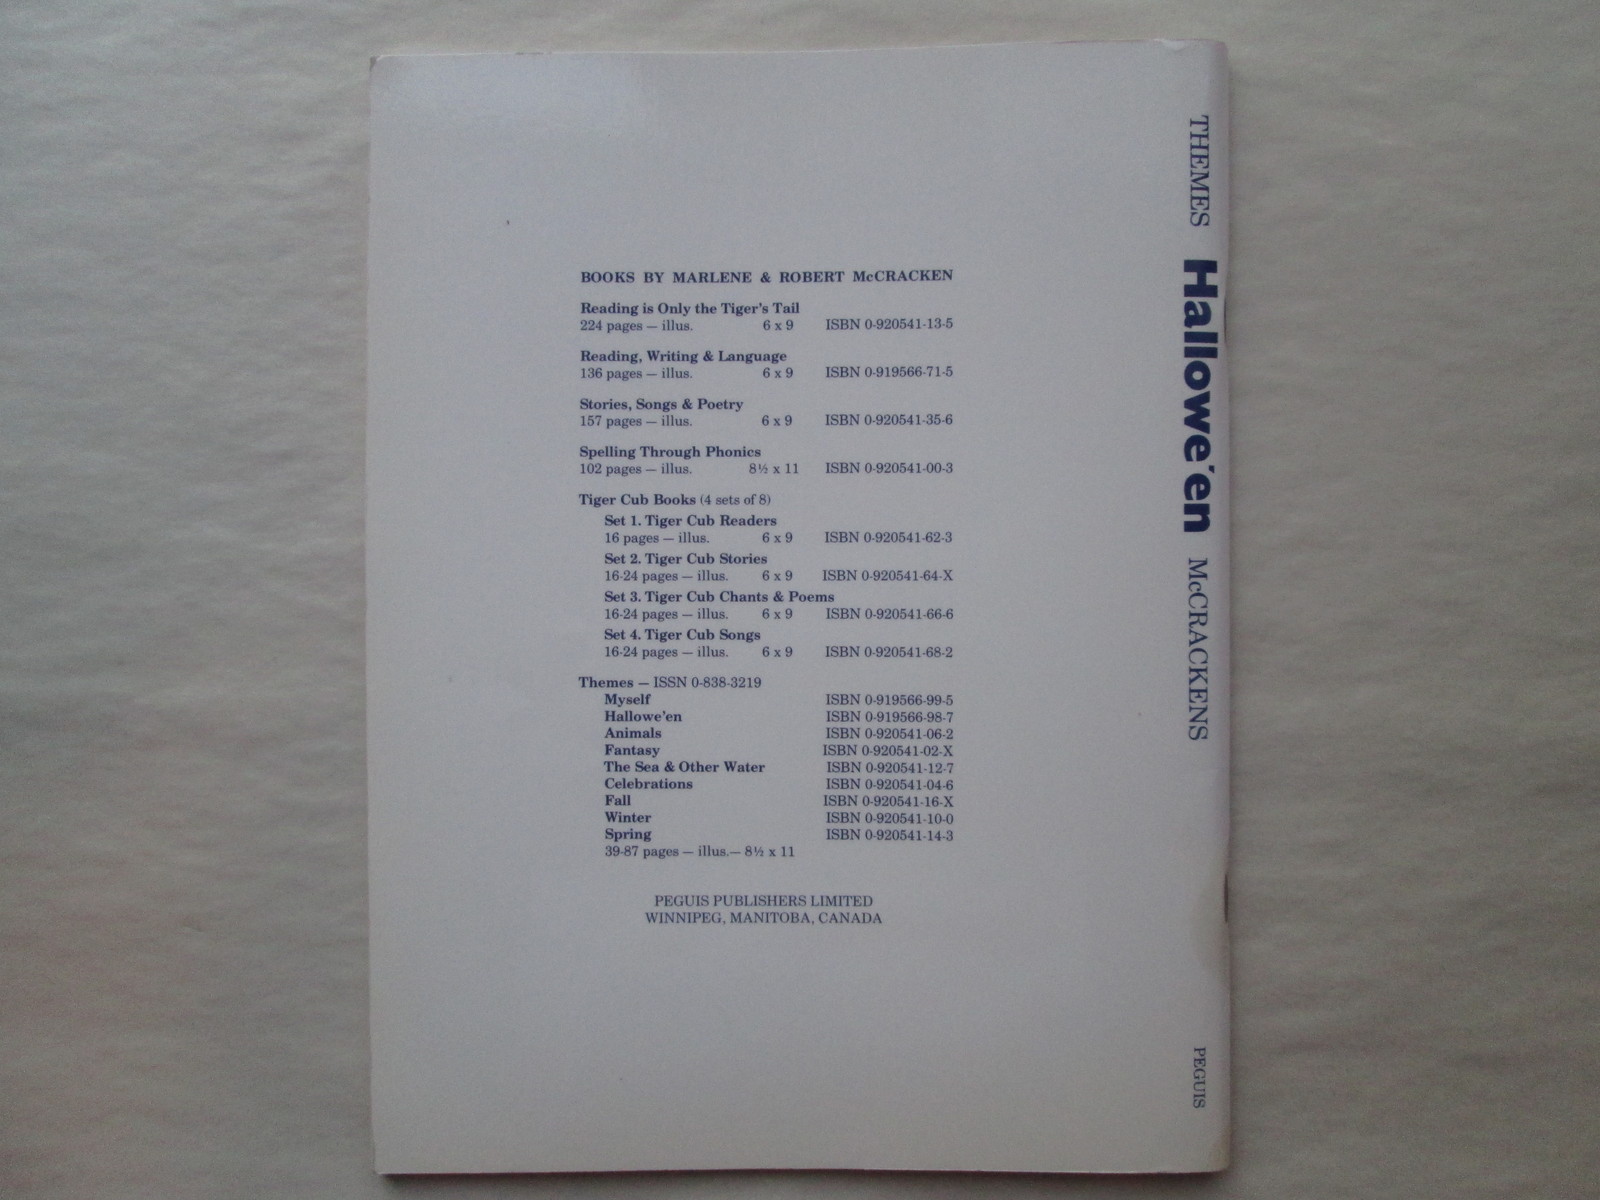 BOOKS BY MARLENE & ROBERT McCRACKEN
Reading is Only the Tiger's Tail
224 pages — illus. 6 x 9 ISBN 0-920541-13-5
Reading, Writing & Language
136 pages — illus. 6 x 9 ISBN 0-919566-71-5
Stories, Songs & Poetry
157 pages — illus. 6 x 9 ISBN 0-920541-35-6
Spelling Through Phonics
102 pages — illus. 8½ x 11 ISBN 0-920541-00-3
Tiger Cub Books (4 sets of 8)
Set 1. Tiger Cub Readers
16 pages — illus. 6 x 9 ISBN 0-920541-62-3
Set 2. Tiger Cub Stories
16-24 pages — illus. 6 x 9 ISBN 0-920541-64-X
Set 3. Tiger Cub Chants & Poems
16-24 pages — illus. 6 x 9 ISBN 0-920541-66-6
Set 4. Tiger Cub Songs
16-24 pages — illus. 6 x 9 ISBN 0-920541-68-2
Themes — ISSN 0-838-3219
Myself ISBN 0-919566-99-5
Hallowe'en ISBN 0-919566-98-7
Animals ISBN 0-920541-06-2
Fantasy ISBN 0-920541-02-X
The Sea & Other Water ISBN 0-920541-12-7
Celebrations ISBN 0-920541-04-6
Fall ISBN 0-920541-16-X
Winter ISBN 0-920541-10-0
Spring ISBN 0-920541-14-3
39-87 pages — illus.— 8½ x 11
PEGUIS PUBLISHERS LIMITED
WINNIPEG, MANITOBA, CANADA
THEMES Hallowe'en McCRACKENS PEGUIS